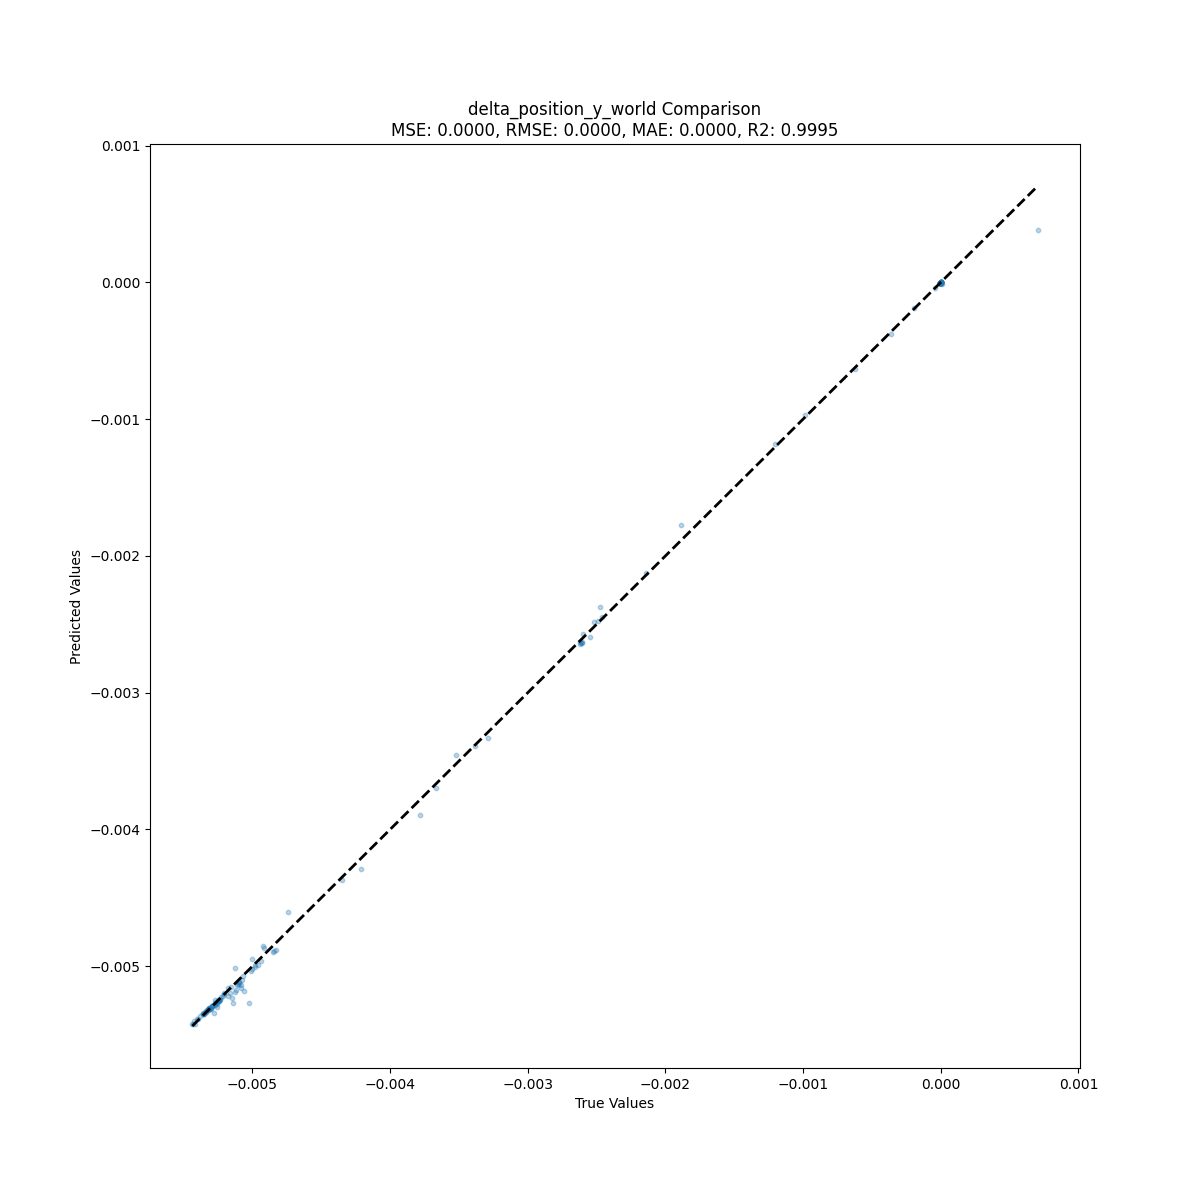 delta_position_y_world Comparison
MSE: 0.0000, RMSE: 0.0000, MAE: 0.0000, R2: 0.9995
0.001
0.000
−0.001
−0.002
−0.003
−0.004
−0.005
Predicted Values
−0.005 −0.004 −0.003 −0.002 −0.001 0.000 0.001
True Values